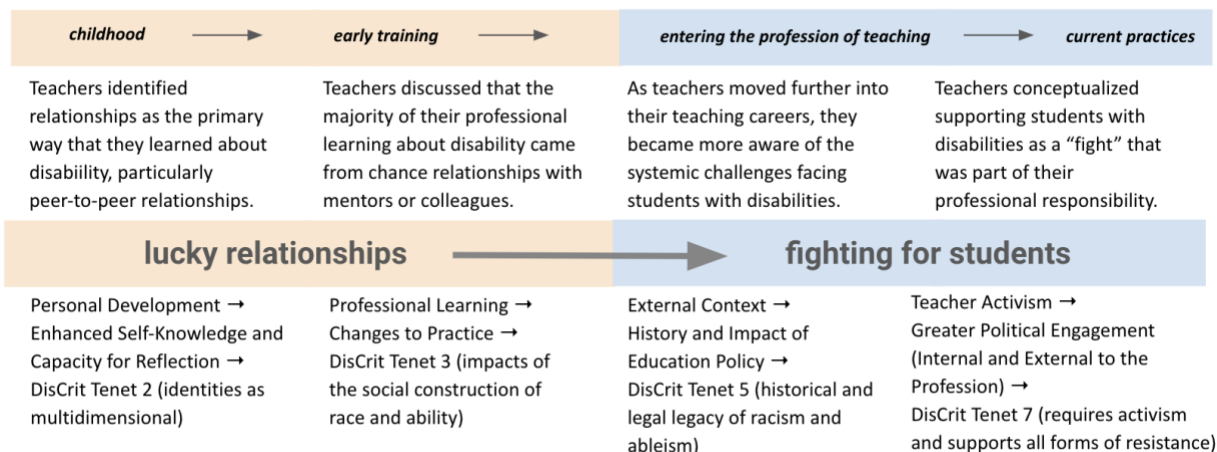 childhood → early training → entering the profession of teaching → current practices
Teachers identified
relationships as the primary
way that they learned about
disabiility, particularly
peer-to-peer relationships.
Teachers discussed that the
majority of their professional
learning about disability came
from chance relationships with
mentors or colleagues.
As teachers moved further into
their teaching careers, they
became more aware of the
systemic challenges facing
students with disabilities.
Teachers conceptualized
supporting students with
disabilities as a “fight” that
was part of their
professional responsibility.
lucky relationships → fighting for students
Personal Development →
Enhanced Self-Knowledge and
Capacity for Reflection →
DisCrit Tenet 2 (identities as
multidimensional)
Professional Learning →
Changes to Practice →
DisCrit Tenet 3 (impacts of
the social construction of
race and ability)
External Context →
History and Impact of
Education Policy →
DisCrit Tenet 5 (historical and
legal legacy of racism and
ableism)
Teacher Activism →
Greater Political Engagement
(Internal and External to the
Profession) →
DisCrit Tenet 7 (requires activism
and supports all forms of resistance)